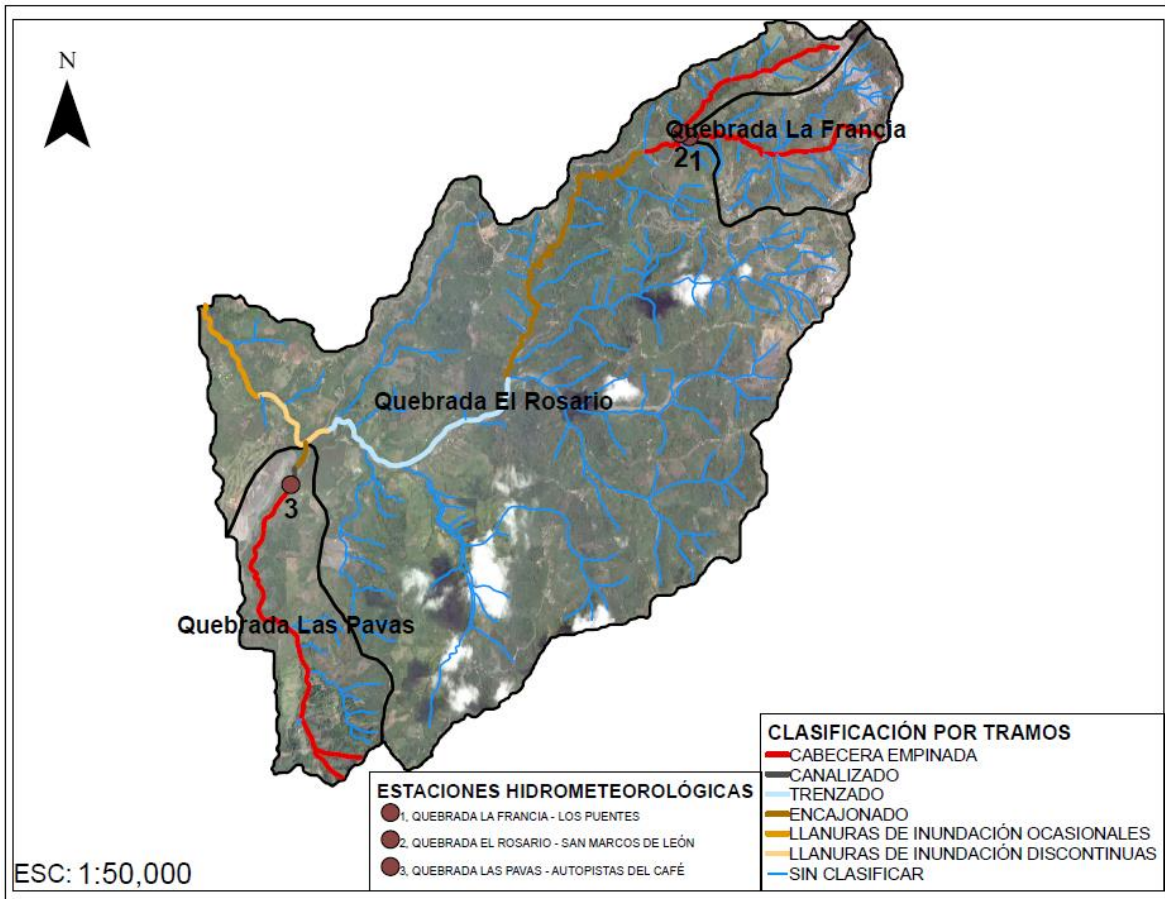 N
Quebrada La Francia
21
Quebrada El Rosario
3
Quebrada Las Pavas
ESC: 1:50,000
ESTACIONES HIDROMETEOROLÓGICAS
1, QUEBRADA LA FRANCIA - LOS PUENTES
2, QUEBRADA EL ROSARIO - SAN MARCOS DE LEÓN
3, QUEBRADA LAS PAVAS - AUTOPISTAS DEL CAFÉ
CLASIFICACIÓN POR TRAMOS
CABECERA EMPINADA
CANALIZADO
TRENZADO
ENCAJONADO
LLANURAS DE INUNDACIÓN OCASIONALES
LLANURAS DE INUNDACIÓN DISCONTINUAS
SIN CLASIFICAR